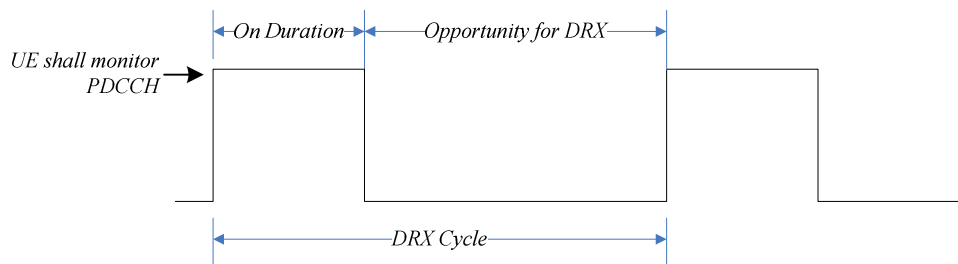 On Duration
Opportunity for DRX
UE shall monitor
PDCCH
DRX Cycle